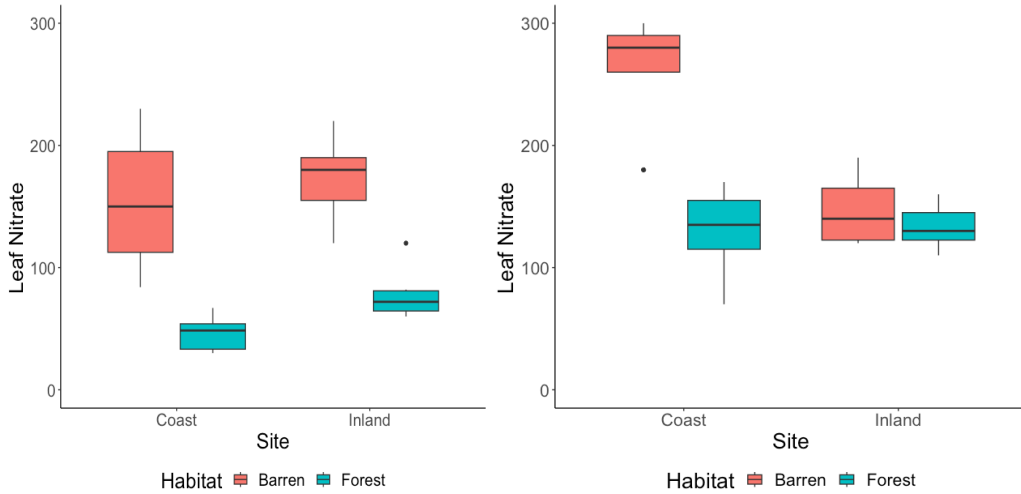 300
200
100
0
Leaf Nitrate
Coast
Inland
Site
Habitat Barren Forest
300
200
100
0
Leaf Nitrate
Coast
Inland
Site
Habitat Barren Forest